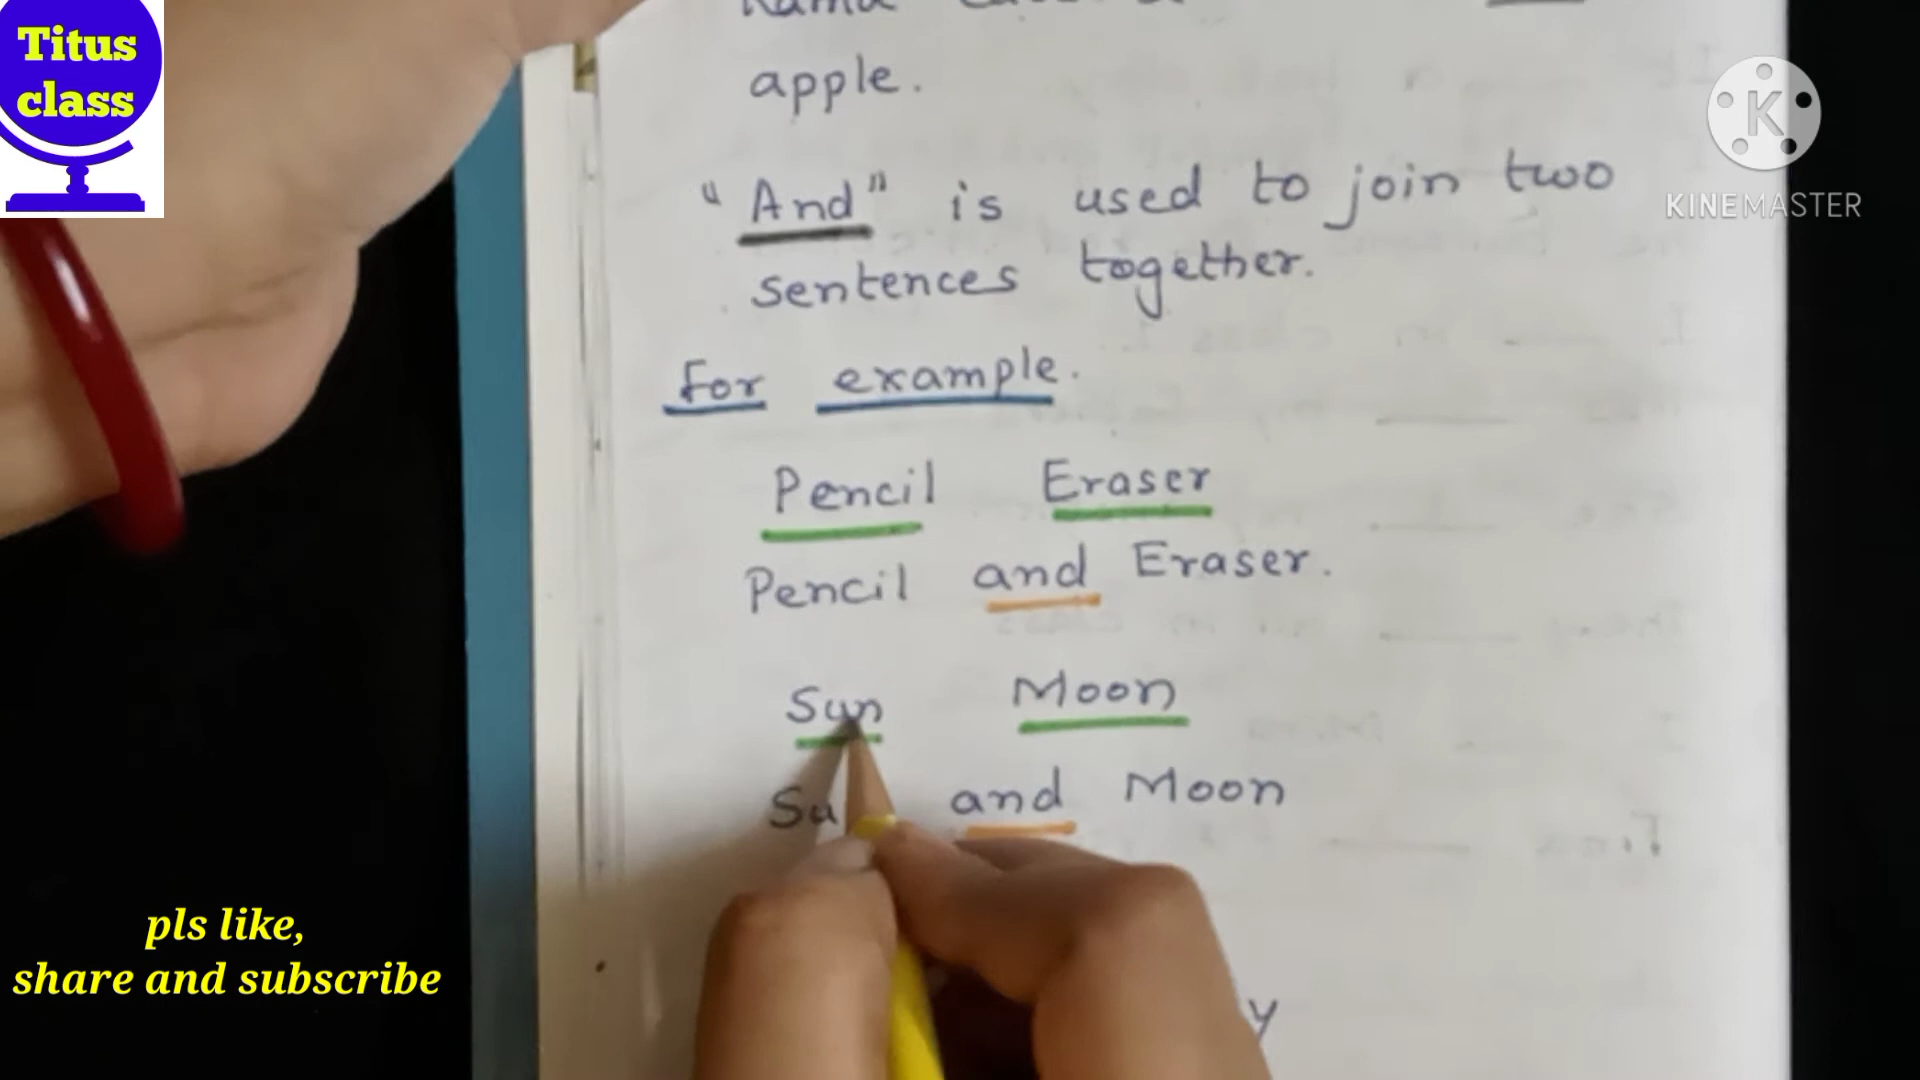 Titus
class
apple.
"And" is used to join two
sentences together.
For example.
Pencil Eraser
Pencil and Eraser.
Sun Moon
and Moon
K
KINEMASTER
pls like,
share and subscribe